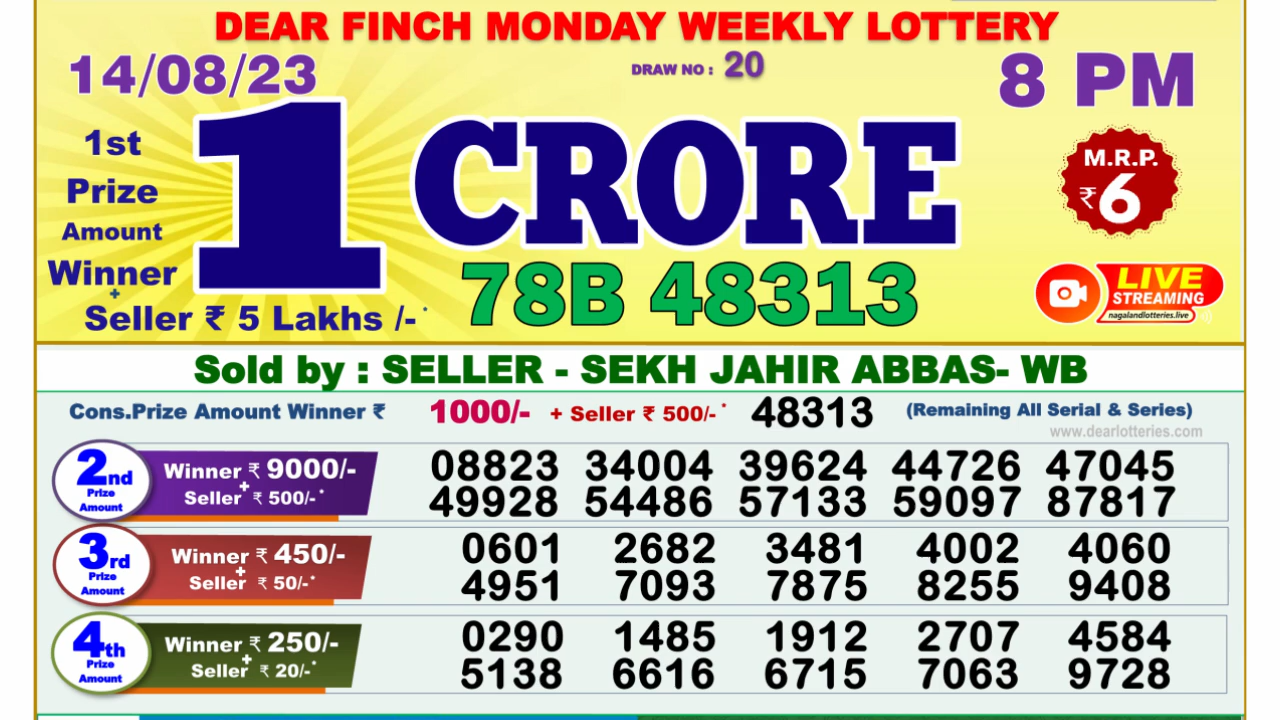 DEAR FINCH MONDAY WEEKLY LOTTERY
14/08/23
DRAW NO : 20
8 PM
1st
Prize
Amount
Winner
+
Seller ₹ 5 Lakhs /-*
1 CRORE
78B 48313
M.R.P.
₹6
LIVE
STREAMING
nagalandlotteries.live
Sold by : SELLER - SEKH JAHIR ABBAS- WB
Cons.Prize Amount Winner ₹ 1000/- + Seller ₹ 500/-* 48313 (Remaining All Serial & Series)
www.dearlotteries.com
2nd
Prize
Amount
Winner ₹ 9000/-
+
Seller ₹ 500/-*
08823 34004 39624 44726 47045
49928 54486 57133 59097 87817
3rd
Prize
Amount
Winner ₹ 450/-
+
Seller ₹ 50/-*
0601 2682 3481 4002 4060
4951 7093 7875 8255 9408
4th
Prize
Amount
Winner ₹ 250/-
+
Seller ₹ 20/-*
0290 1485 1912 2707 4584
5138 6616 6715 7063 9728